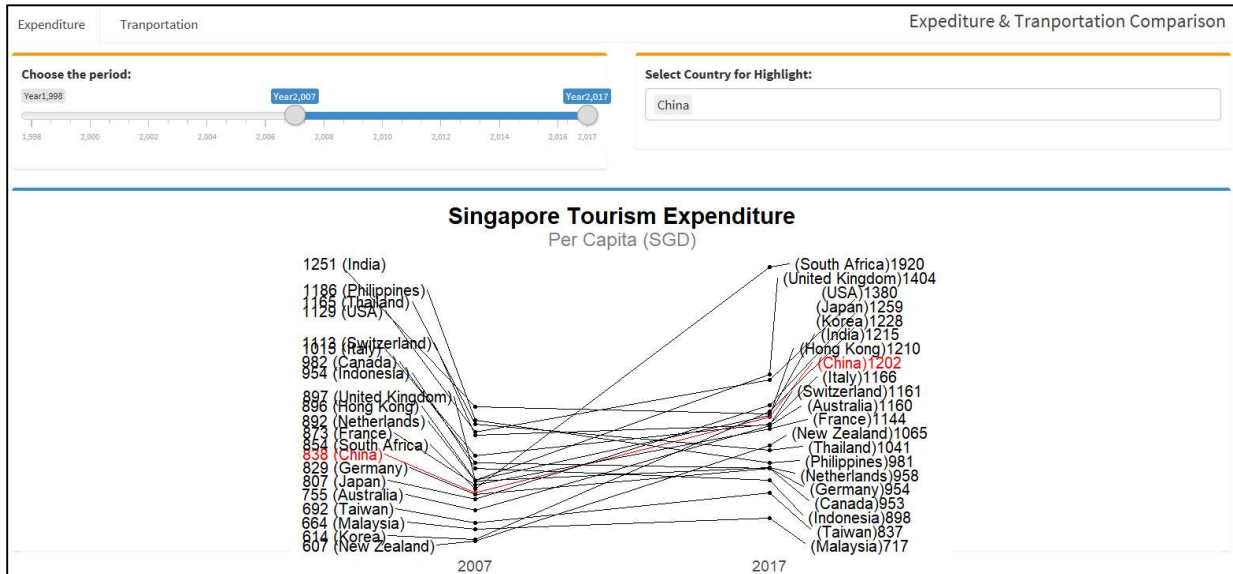 Expenditure Tranportation Expediture & Tranportation Comparison
Choose the period:
Year1,998 Year2,007 Year2,017
1,998 2,000 2,002 2,004 2,006 2,008 2,010 2,012 2,014 2,016 2,017
Select Country for Highlight:
China
Singapore Tourism Expenditure
Per Capita (SGD)
1251 (India)
1186 (Philippines)
1165 (Thailand)
1129 (USA)
1113 (Switzerland)
1015 (Italy)
982 (Canada)
954 (Indonesia)
897 (United Kingdom)
896 (Hong Kong)
892 (Netherlands)
873 (France)
854 (South Africa)
838 (China)
829 (Germany)
807 (Japan)
755 (Australia)
692 (Taiwan)
664 (Malaysia)
614 (Korea)
607 (New Zealand)
(South Africa)1920
(United Kingdom)1404
(USA)1380
(Japan)1259
(Korea)1228
(India)1215
(Hong Kong)1210
(China)1202
(Italy)1166
(Switzerland)1161
(Australia)1160
(France)1144
(New Zealand)1065
(Thailand)1041
(Philippines)981
(Netherlands)958
(Germany)954
(Canada)953
(Indonesia)898
(Taiwan)837
(Malaysia)717
2007 2017